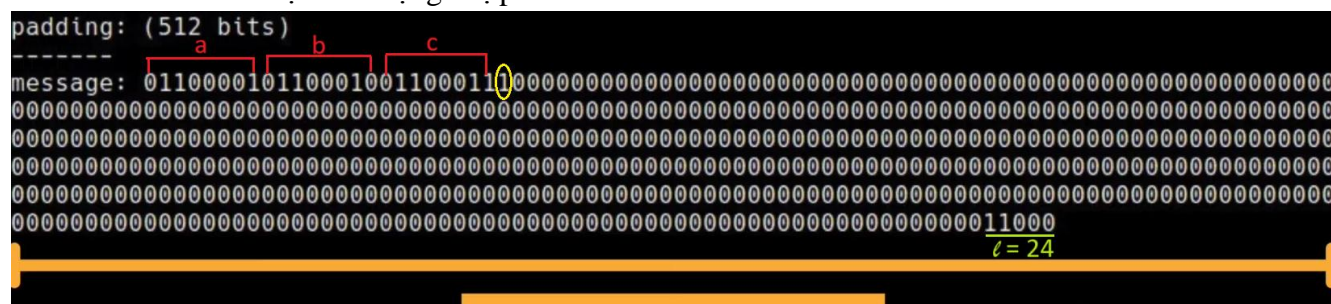 padding: (512 bits)
a b c
-------
message: 011000010110001001100011100000000000000000000000000000000000000000000000000000000
000000000000000000000000000000000000000000000000000000000000000000000000000000000000000000
000000000000000000000000000000000000000000000000000000000000000000000000000000000000000000
000000000000000000000000000000000000000000000000000000000000000000000000000000000000000000
000000000000000000000000000000000000000000000000000000000000000000000000000000000000000000
00000000000000000000000000000000000000000000000000000000000000000011000
ℓ = 24